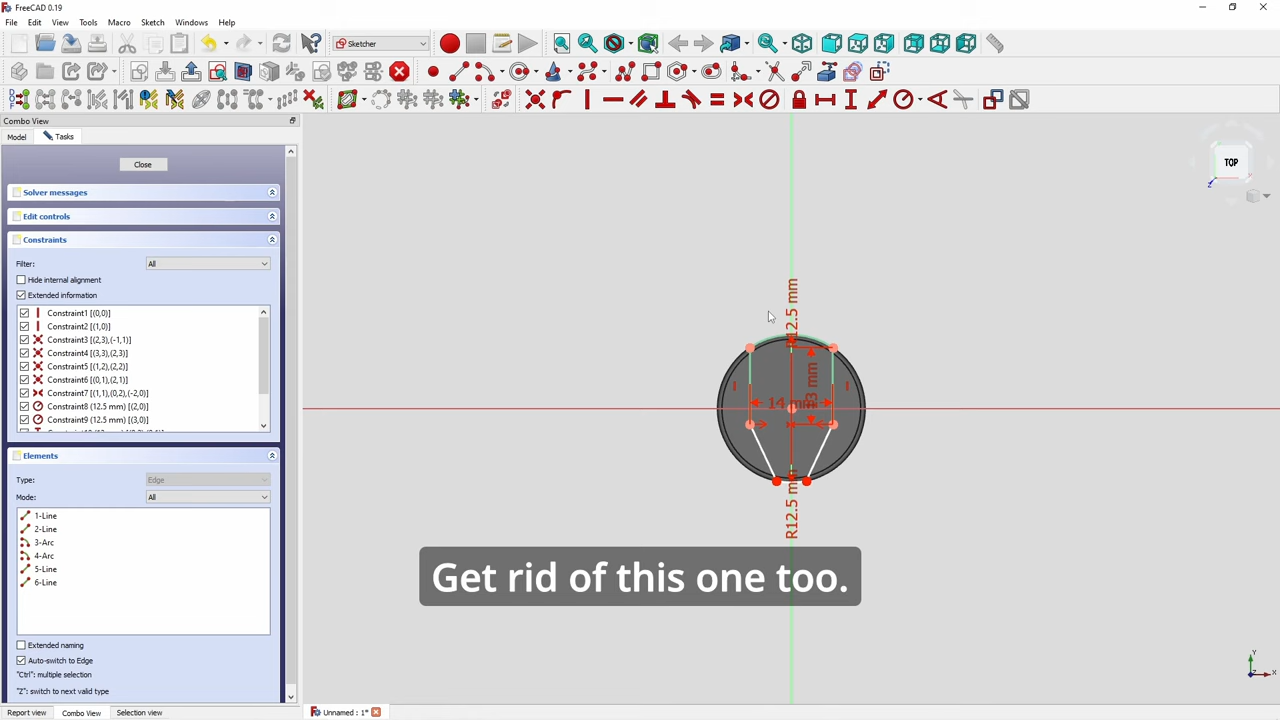 FreeCAD 0.19
File Edit View Tools Macro Sketch Windows Help
Sketcher
Combo View
Model Tasks
Close
Solver messages
Edit controls
Constraints
Filter: All
Hide internal alignment
Extended information
Constraint1 [(0,0)]
Constraint2 [(1,0)]
Constraint3 [(2,3),(-1,1)]
Constraint4 [(3,3),(2,3)]
Constraint5 [(1,2),(2,1)]
Constraint6 [(0,1),(2,2)]
Constraint7 [(1,2),(0,2),(-2,0)]
Constraint8 (12.5 mm) [(2,0)]
Constraint9 (12.5 mm) [(3,0)]
Elements
Type: Edge
Mode: All
1-Line
2-Line
3-Arc
4-Arc
5-Line
6-Line
Extended naming
Auto-switch to Edge
"Ctrl": multiple selection
"Z": switch to next valid type
Report view Combo View Selection view
Unnamed : 1*
TOP
14 mm
R12.5 mm
Get rid of this one too.
Y
X